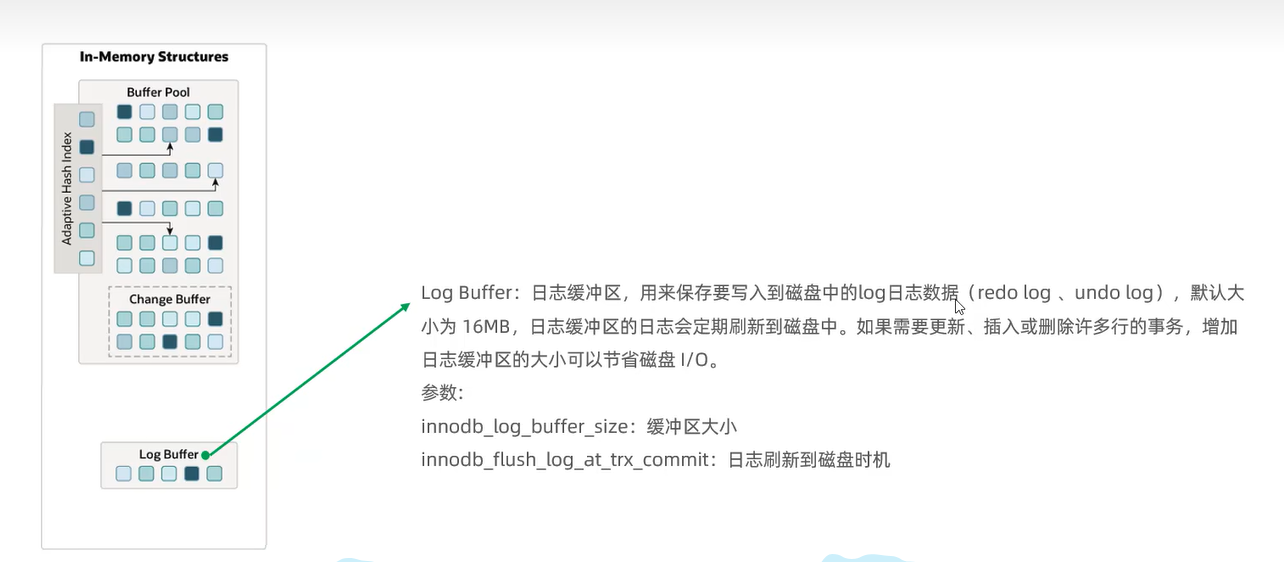 In-Memory Structures
Buffer Pool
Adaptive Hash Index
Change Buffer
Log Buffer
Log Buffer：日志缓冲区，用来保存要写入到磁盘中的log日志数据（redo log 、undo log），默认大
小为 16MB，日志缓冲区的日志会定期刷新到磁盘中。如果需要更新、插入或删除许多行的事务，增加
日志缓冲区的大小可以节省磁盘 I/O。
参数：
innodb_log_buffer_size：缓冲区大小
innodb_flush_log_at_trx_commit：日志刷新到磁盘时机